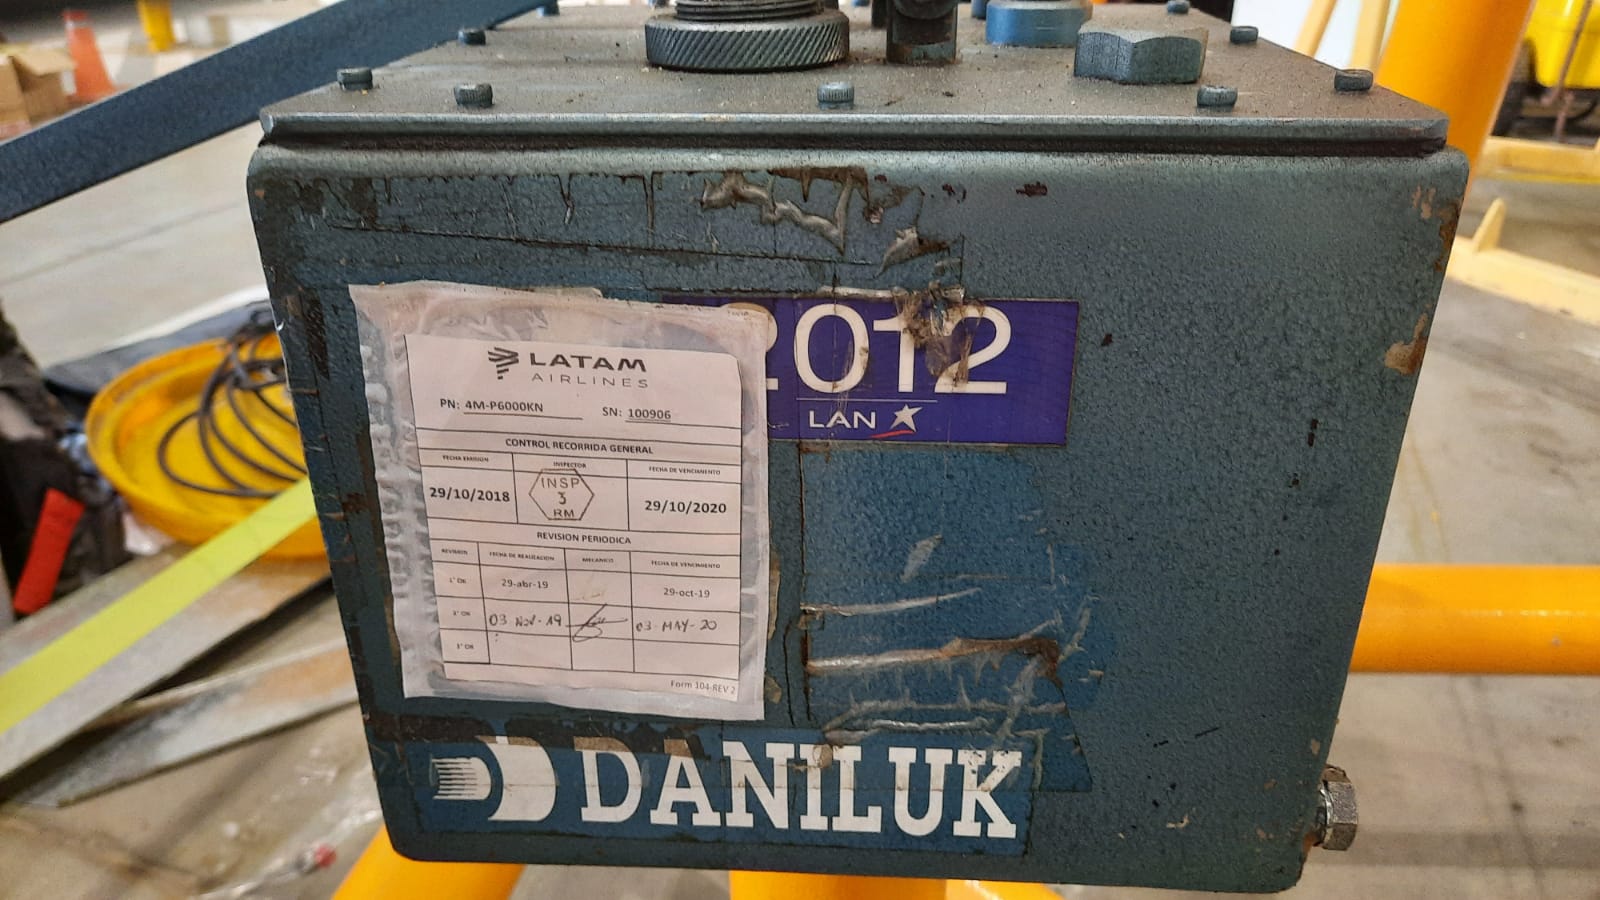 2012
LAN
LATAM
AIRLINES
PN: 4M-P6000KN SN: 100906
CONTROL RECORRIDA GENERAL
FECHA EMISION INSPECTOR FECHA DE VENCIMIENTO
29/10/2018 INSP 3 RM 29/10/2020
REVISION PERIODICA
REVISION FECHA DE REALIZACION MECANICO FECHA DE VENCIMIENTO
1° OK 29-abr-19 29-oct-19
2° OK 03 NOV-19 03-MAY-20
3° OK
Form 104-REV 2
DANILUK